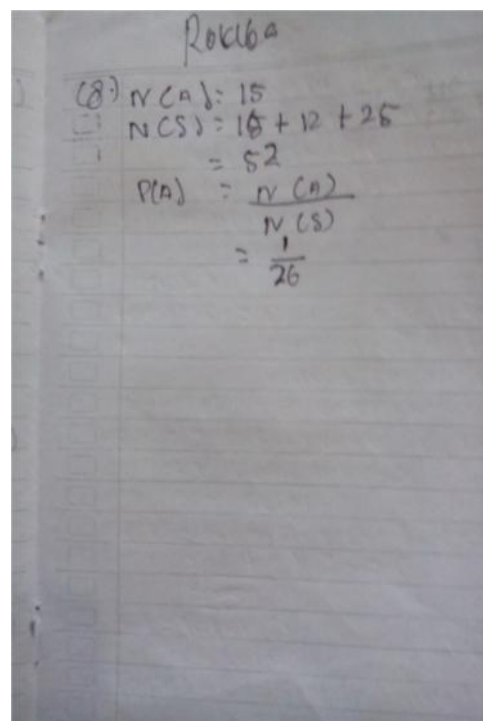 Rokiba
(8.) N(A) = 15
N(S) = 15 + 12 + 25
= 52
P(A) = N(A)
N(S)
= 1
26